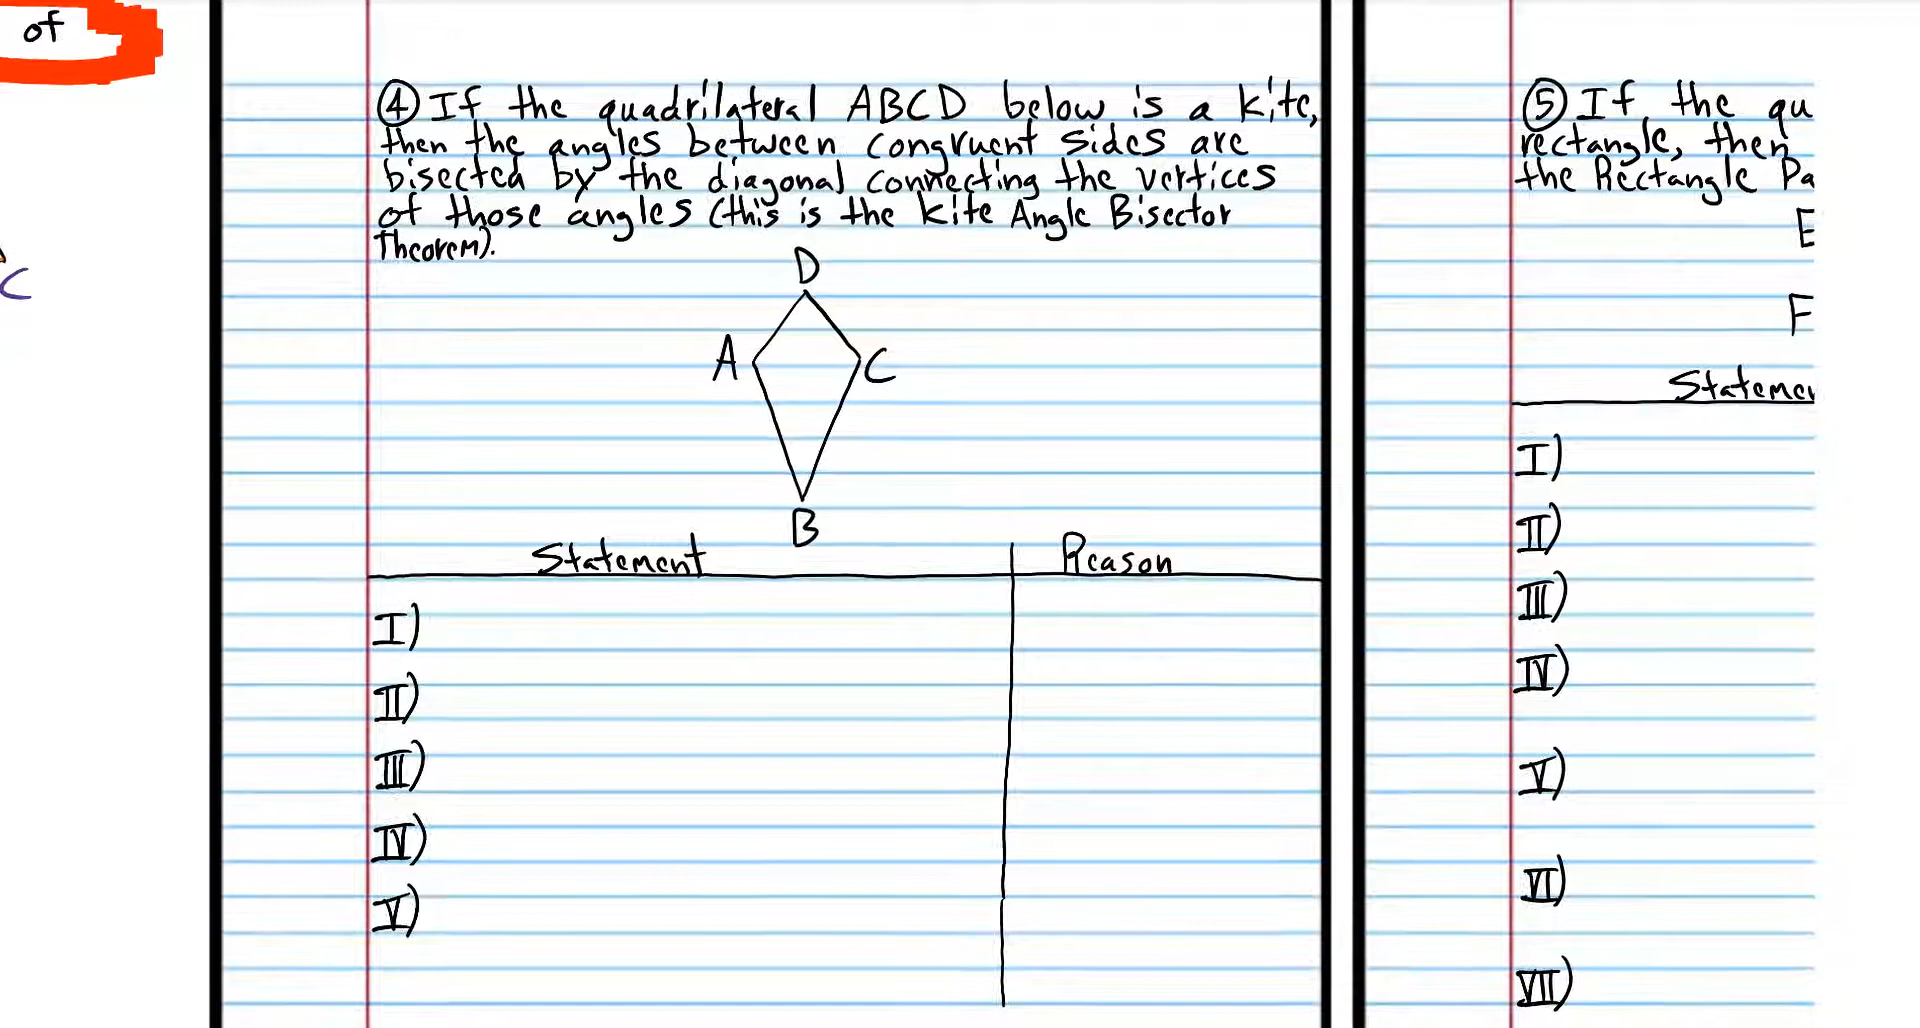 of
C
④ If the quadrilateral ABCD below is a kite,
then the angles between congruent sides are
bisected by the diagonal connecting the vertices
of those angles (this is the Kite Angle Bisector
Theorem).
D
A
C
B
Statement Reason
I)
II)
III)
IV)
V)
⑤ If the qu
rectangle, then
the Rectangle Pa
E
F
Statemen
I)
II)
III)
IV)
V)
VI)
VII)